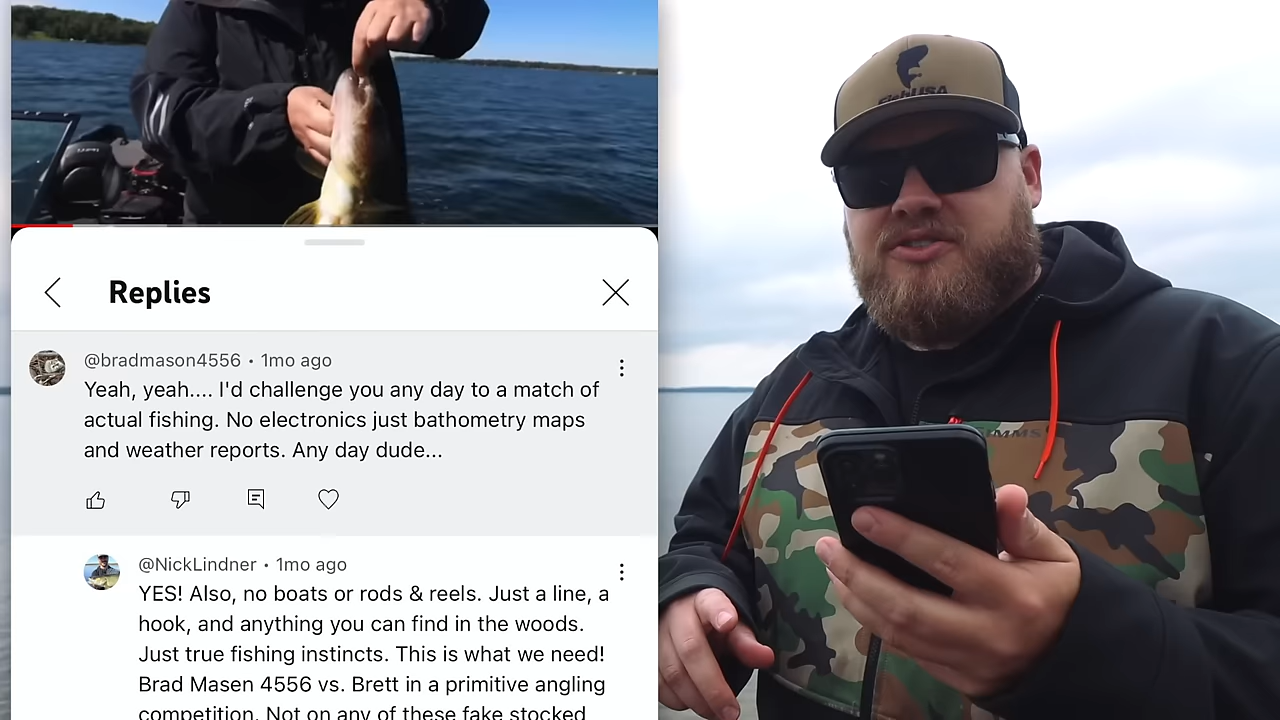 FishUSA
Replies
@bradmason4556 • 1mo ago
Yeah, yeah.... I'd challenge you any day to a match of
actual fishing. No electronics just bathometry maps
and weather reports. Any day dude...
@NickLindner • 1mo ago
YES! Also, no boats or rods & reels. Just a line, a
hook, and anything you can find in the woods.
Just true fishing instincts. This is what we need!
Brad Masen 4556 vs. Brett in a primitive angling
competition. Not on any of these fake stocked
SIMMS